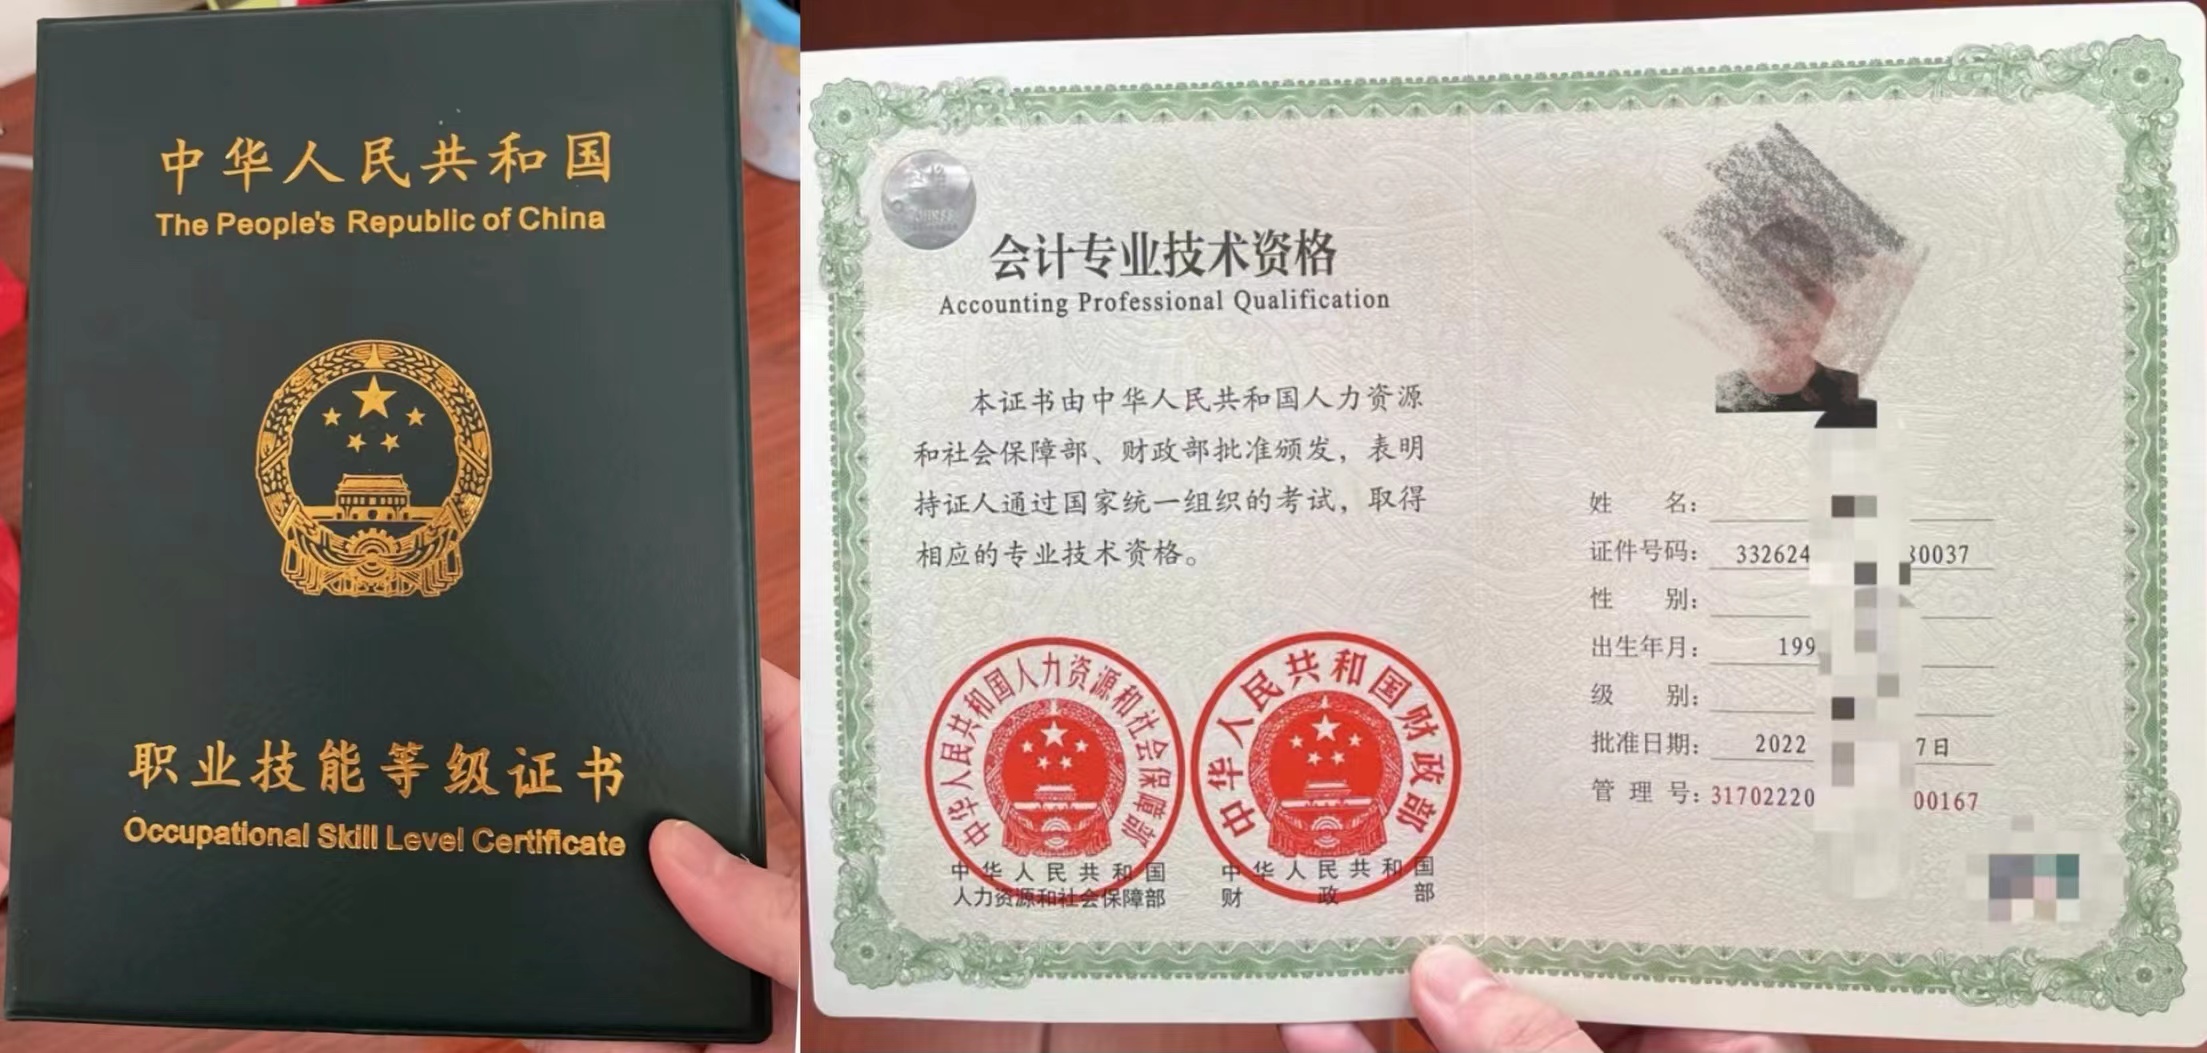 中华人民共和国
The People's Republic of China
职业技能等级证书
Occupational Skill Level Certificate
会计专业技术资格
Accounting Professional Qualification
本证书由中华人民共和国人力资源
和社会保障部、财政部批准颁发，表明
持证人通过国家统一组织的考试，取得
相应的专业技术资格。
中华人民共和国人力资源和社会保障部
中华人民共和国财政部
中华人民共和国
人力资源和社会保障部
中华人民共和国
财政部
姓 名：
证件号码： 332624 30037
性 别：
出生年月： 199
级 别：
批准日期： 2022 7日
管 理 号：31702220 00167